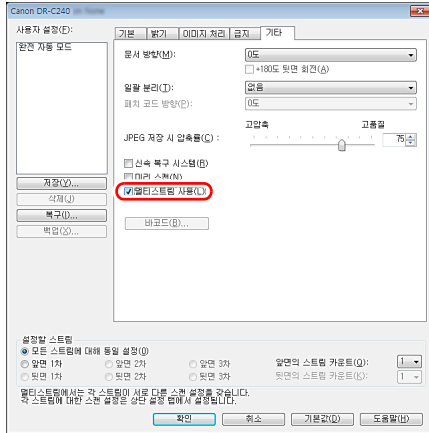 Canon DR-C240 on None
사용자 설정(F):
완전 자동 모드
저장(V)...
삭제(J)
복구(I)...
백업(X)...
기본 밝기 이미지 처리 급지 기타
문서 방향(M): 0도
+180도 뒷면 회전(A)
일괄 분리(T): 없음
패치 코드 방향(P): 0도
고압축 고품질
JPEG 저장 시 압축률(C) : 75
신속 복구 시스템(R)
미리 스캔(N)
멀티스트림 사용(L):
바코드(B)...
설정할 스트림
모든 스트림에 대해 동일 설정(0)
앞면 1차 앞면 2차 앞면 3차 앞면의 스트림 카운트(Q): 1
뒷면 1차 뒷면 2차 뒷면 3차 뒷면의 스트림 카운트(K): 1
멀티스트림에서는 각 스트림이 서로 다른 스캔 설정을 갖습니다.
각 스트림에 대한 스캔 설정은 상단 설정 탭에서 설정됩니다.
확인 취소 기본값(D) 도움말(H)